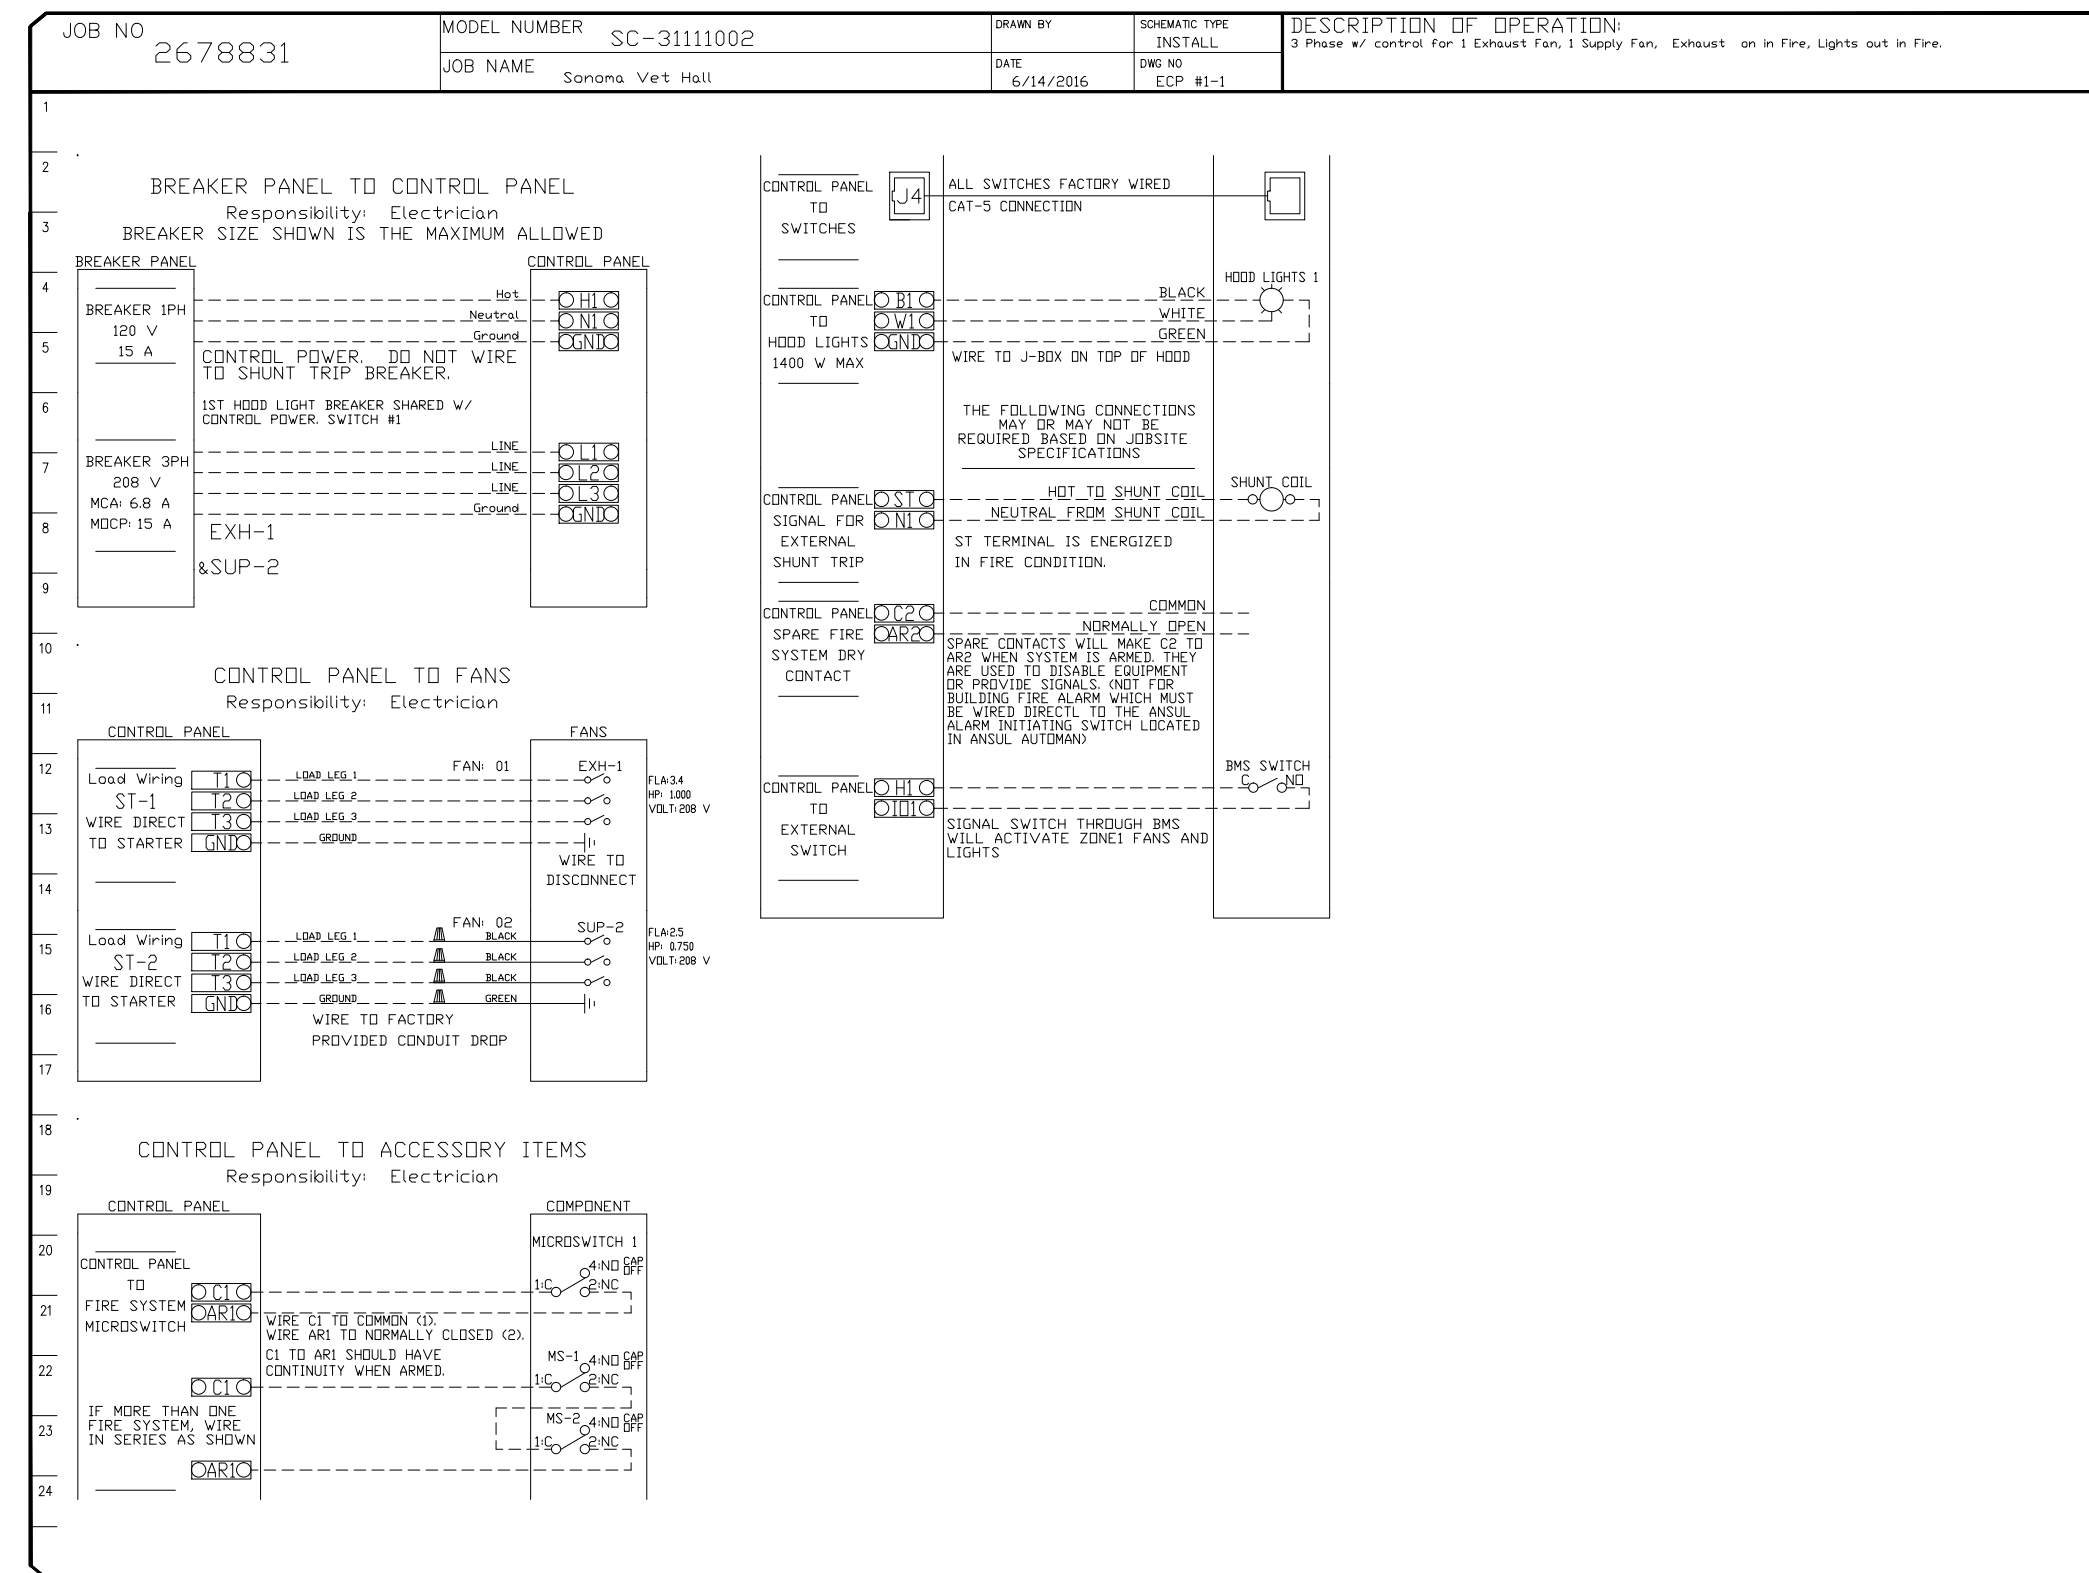 JOB NO
2678831
MODEL NUMBER SC-31111002
JOB NAME Sonoma Vet Hall
DRAWN BY
DATE
6/14/2016
SCHEMATIC TYPE
INSTALL
DWG NO
ECP #1-1
DESCRIPTION OF OPERATION:
3 Phase w/ control for 1 Exhaust Fan, 1 Supply Fan, Exhaust on in Fire, Lights out in Fire.
1
2
3
4
5
6
7
8
9
10
11
12
13
14
15
16
17
18
19
20
21
22
23
24
BREAKER PANEL TO CONTROL PANEL
Responsibility: Electrician
BREAKER SIZE SHOWN IS THE MAXIMUM ALLOWED
BREAKER PANEL
CONTROL PANEL
BREAKER 1PH
120 V
15 A
Hot H1
Neutral N1
Ground GND
CONTROL POWER. DO NOT WIRE
TO SHUNT TRIP BREAKER.
1ST HOOD LIGHT BREAKER SHARED W/
CONTROL POWER. SWITCH #1
BREAKER 3PH
208 V
MCA: 6.8 A
MOCP: 15 A
LINE L1
LINE L2
LINE L3
Ground GND
EXH-1
&SUP-2
CONTROL PANEL TO FANS
Responsibility: Electrician
CONTROL PANEL
FANS
Load Wiring
ST-1
WIRE DIRECT
TO STARTER
FAN: 01 EXH-1
T1 LOAD LEG 1
T2 LOAD LEG 2
T3 LOAD LEG 3
GND GROUND
FLA:3.4
HP: 1.000
VOLT: 208 V
WIRE TO
DISCONNECT
Load Wiring
ST-2
WIRE DIRECT
TO STARTER
FAN: 02 SUP-2
T1 LOAD LEG 1 BLACK
T2 LOAD LEG 2 BLACK
T3 LOAD LEG 3 BLACK
GND GROUND GREEN
FLA:2.5
HP: 0.750
VOLT: 208 V
WIRE TO FACTORY
PROVIDED CONDUIT DROP
CONTROL PANEL TO ACCESSORY ITEMS
Responsibility: Electrician
CONTROL PANEL
COMPONENT
CONTROL PANEL
TO
FIRE SYSTEM
MICROSWITCH
C1
AR1
MICROSWITCH 1
4:NO CAP OFF
1:C 2:NC
WIRE C1 TO COMMON (1).
WIRE AR1 TO NORMALLY CLOSED (2).
C1 TO AR1 SHOULD HAVE
CONTINUITY WHEN ARMED.
C1
MS-1 4:NO CAP OFF
1:C 2:NC
IF MORE THAN ONE
FIRE SYSTEM, WIRE
IN SERIES AS SHOWN
MS-2 4:NO CAP OFF
1:C 2:NC
AR1
CONTROL PANEL
TO
SWITCHES
J4
ALL SWITCHES FACTORY WIRED
CAT-5 CONNECTION
CONTROL PANEL
TO
HOOD LIGHTS
1400 W MAX
HOOD LIGHTS 1
B1 BLACK
W1 WHITE
GND GREEN
WIRE TO J-BOX ON TOP OF HOOD
THE FOLLOWING CONNECTIONS
MAY OR MAY NOT BE
REQUIRED BASED ON JOBSITE
SPECIFICATIONS
CONTROL PANEL
SIGNAL FOR
EXTERNAL
SHUNT TRIP
SHUNT COIL
ST HOT TO SHUNT COIL
N1 NEUTRAL FROM SHUNT COIL
ST TERMINAL IS ENERGIZED
IN FIRE CONDITION.
CONTROL PANEL
SPARE FIRE
SYSTEM DRY
CONTACT
C2 COMMON
AR2 NORMALLY OPEN
SPARE CONTACTS WILL MAKE C2 TO
AR2 WHEN SYSTEM IS ARMED. THEY
ARE USED TO DISABLE EQUIPMENT
OR PROVIDE SIGNALS. (NOT FOR
BUILDING FIRE ALARM WHICH MUST
BE WIRED DIRECTL TO THE ANSUL
ALARM INITIATING SWITCH LOCATED
IN ANSUL AUTOMAN)
CONTROL PANEL
TO
EXTERNAL
SWITCH
H1
IO1
BMS SWITCH
C NO
SIGNAL SWITCH THROUGH BMS
WILL ACTIVATE ZONE1 FANS AND
LIGHTS